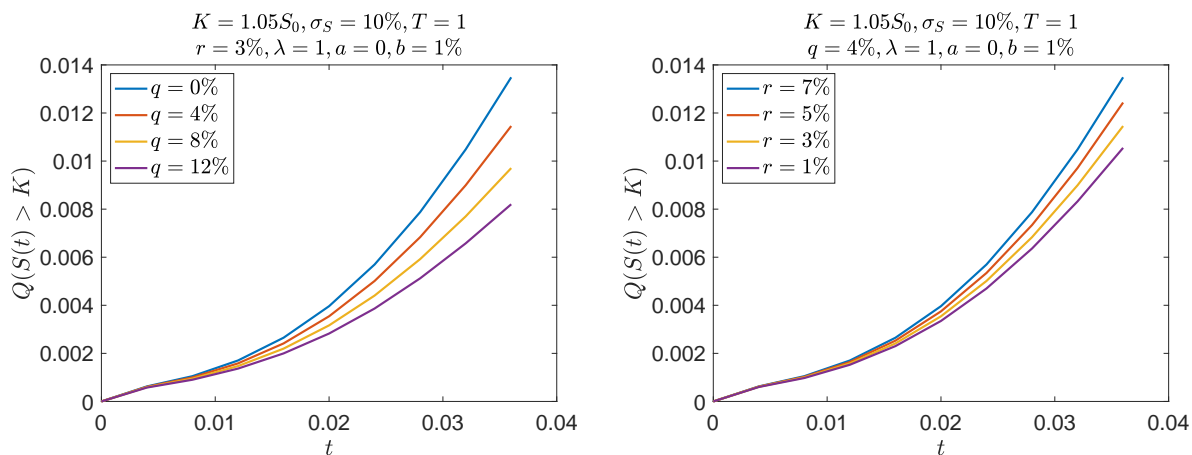 K = 1.05S₀, σ_S = 10%, T = 1
r = 3%, λ = 1, a = 0, b = 1%
0.014
0.012
0.01
0.008
0.006
0.004
0.002
0
q = 0%
q = 4%
q = 8%
q = 12%
Q(S(t) > K)
0
0.01
0.02
0.03
0.04
t
K = 1.05S₀, σ_S = 10%, T = 1
q = 4%, λ = 1, a = 0, b = 1%
0.014
0.012
0.01
0.008
0.006
0.004
0.002
0
r = 7%
r = 5%
r = 3%
r = 1%
Q(S(t) > K)
0
0.01
0.02
0.03
0.04
t